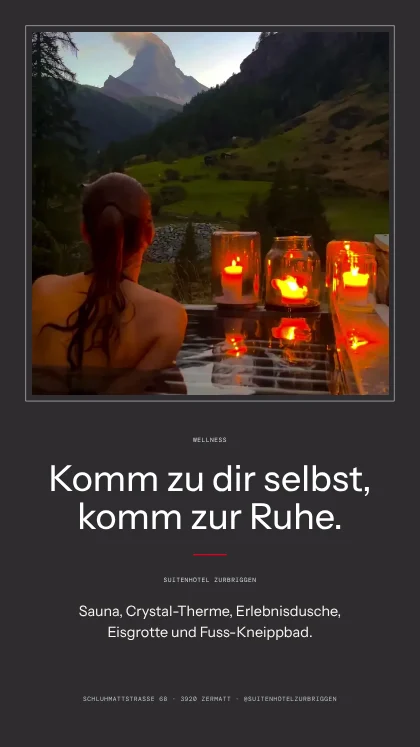 WELLNESS
Komm zu dir selbst,
komm zur Ruhe.
SUITENHOTEL ZURBRIGGEN
Sauna, Crystal-Therme, Erlebnisdusche,
Eisgrotte und Fuss-Kneippbad.
SCHLUHMATTSTRASSE 68 · 3920 ZERMATT · @SUITENHOTELZURBRIGGEN